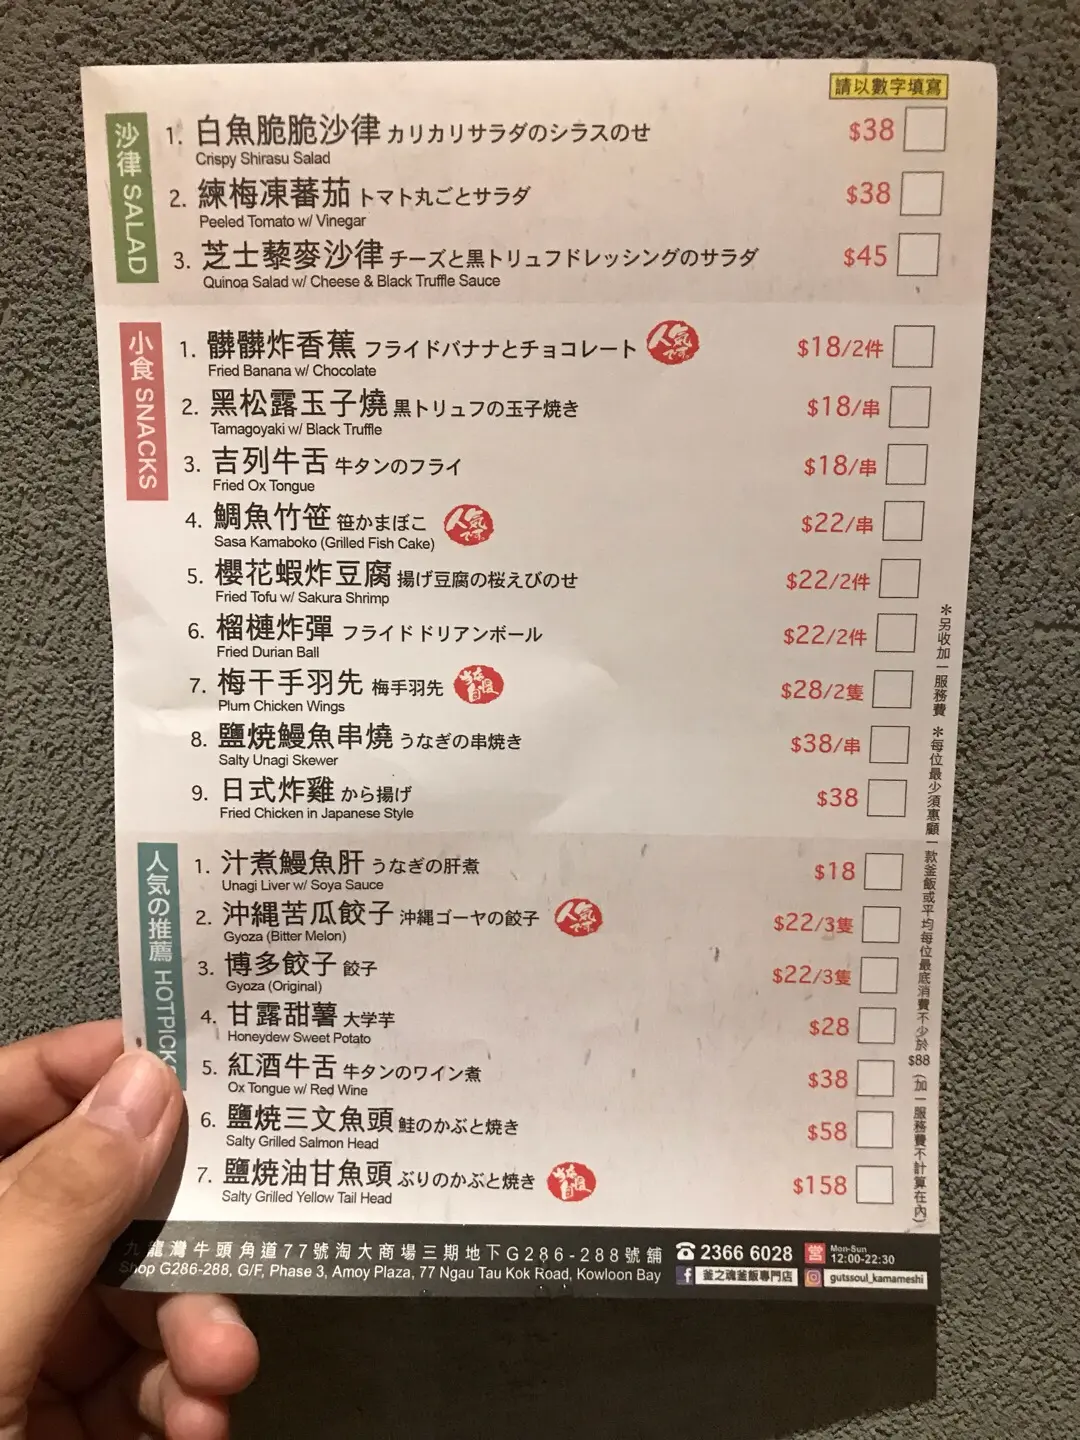 請以數字填寫
沙律 SALAD
1. 白魚脆脆沙律 カリカリサラダのシラスのせ $38
Crispy Shirasu Salad
2. 練梅凍蕃茄 トマト丸ごとサラダ $38
Peeled Tomato w/ Vinegar
3. 芝士藜麥沙律 チーズと黒トリュフドレッシングのサラダ $45
Quinoa Salad w/ Cheese & Black Truffle Sauce
小食 SNACKS
1. 髒髒炸香蕉 フライドバナナとチョコレート 人気です $18/2件
Fried Banana w/ Chocolate
2. 黑松露玉子燒 黒トリュフの玉子焼き $18/串
Tamagoyaki w/ Black Truffle
3. 吉列牛舌 牛タンのフライ $18/串
Fried Ox Tongue
4. 鯛魚竹笹 笹かまぼこ 人気です $22/串
Sasa Kamaboko (Grilled Fish Cake)
5. 櫻花蝦炸豆腐 揚げ豆腐の桜えびのせ $22/2件
Fried Tofu w/ Sakura Shrimp
6. 榴槤炸彈 フライドドリアンボール $22/2件
Fried Durian Ball
7. 梅干手羽先 梅手羽先 $28/2隻
Plum Chicken Wings
8. 鹽焼鰻魚串燒 うなぎの串焼き $38/串
Salty Unagi Skewer
9. 日式炸雞 から揚げ $38
Fried Chicken in Japanese Style
人気の推薦 HOTPICK
1. 汁煮鰻魚肝 うなぎの肝煮 $18
Unagi Liver w/ Soya Sauce
2. 沖縄苦瓜餃子 沖縄ゴーヤの餃子 人気です $22/3隻
Gyoza (Bitter Melon)
3. 博多餃子 餃子 $22/3隻
Gyoza (Original)
4. 甘露甜薯 大学芋 $28
Honeydew Sweet Potato
5. 紅酒牛舌 牛タンのワイン煮 $38
Ox Tongue w/ Red Wine
6. 鹽焼三文魚頭 鮭のかぶと焼き $58
Salty Grilled Salmon Head
7. 鹽焼油甘魚頭 ぶりのかぶと焼き $158
Salty Grilled Yellow Tail Head
＊另收加一服務費 ＊每位最少須惠顧一款釜飯或平均每位最底消費不少於$88 (加一服務費不計算在內)
九龍灣牛頭角道77號淘大商場三期地下G286-288號舖
Shop G286-288, G/F, Phase 3, Amoy Plaza, 77 Ngau Tau Kok Road, Kowloon Bay
2366 6028
営 Mon-Sun
12:00-22:30
釜之魂釜飯專門店
gutssoul_kamameshi